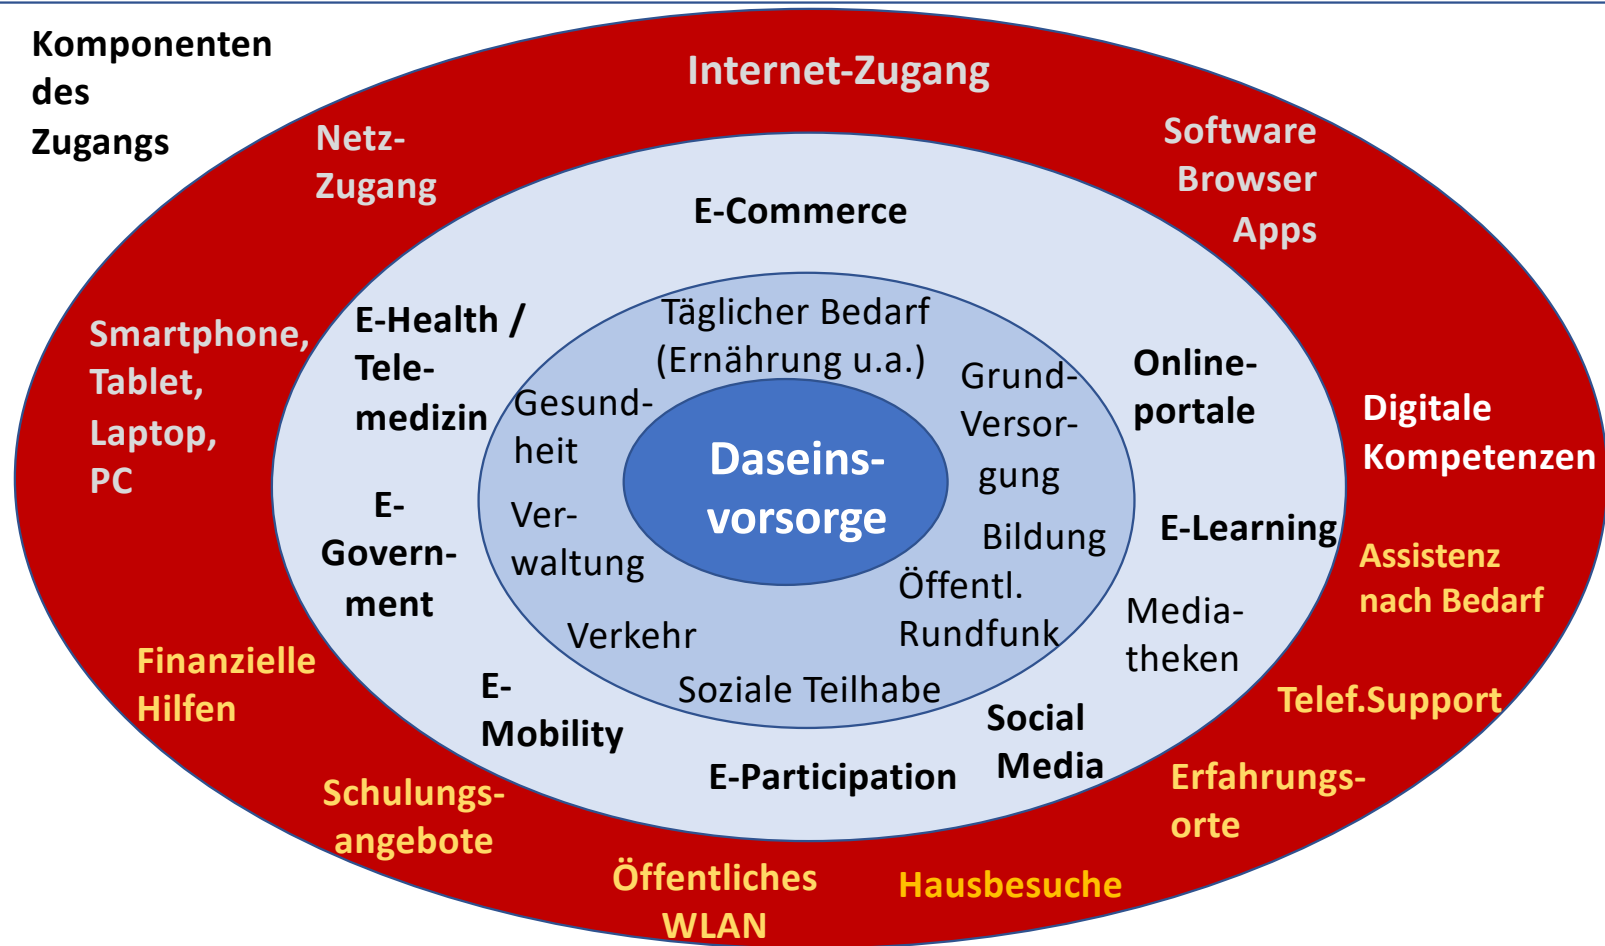 Komponenten
des
Zugangs
Internet-Zugang
Netz-
Zugang
Software
Browser
Apps
E-Commerce
Smartphone,
Tablet,
Laptop,
PC
E-Health /
Tele-
medizin
Täglicher Bedarf
(Ernährung u.a.)
Gesund-
heit
Grund-
Versor-
gung
Online-
portale
Digitale
Kompetenzen
Daseins-
vorsorge
E-
Govern-
ment
Ver-
waltung
Bildung
E-Learning
Assistenz
nach Bedarf
Öffentl.
Rundfunk
Media-
theken
Verkehr
Soziale Teilhabe
Finanzielle
Hilfen
E-
Mobility
Social
Media
Telef.Support
E-Participation
Schulungs-
angebote
Erfahrungs-
orte
Öffentliches
WLAN
Hausbesuche